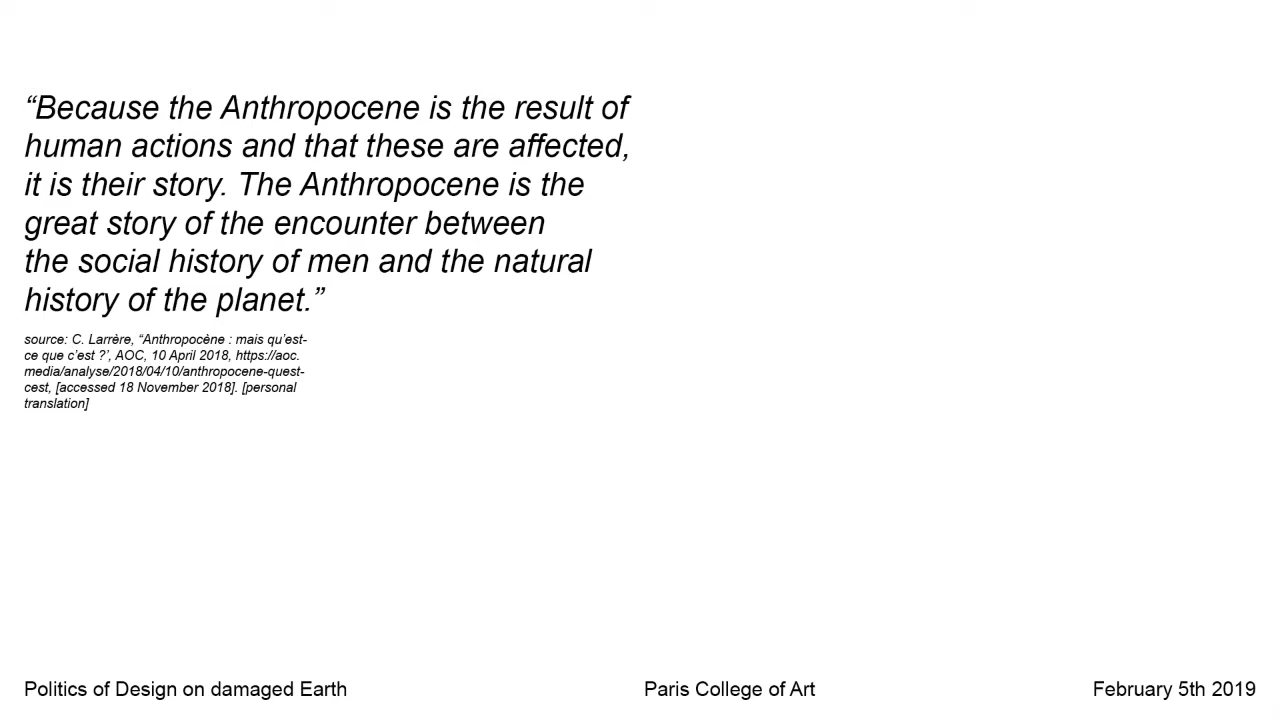 “Because the Anthropocene is the result of
human actions and that these are affected,
it is their story. The Anthropocene is the
great story of the encounter between
the social history of men and the natural
history of the planet.”
source: C. Larrère, “Anthropocène : mais qu’est-
ce que c’est ?’, AOC, 10 April 2018, https://aoc.
media/analyse/2018/04/10/anthropocene-quest-
cest, [accessed 18 November 2018]. [personal
translation]
Politics of Design on damaged Earth
Paris College of Art
February 5th 2019